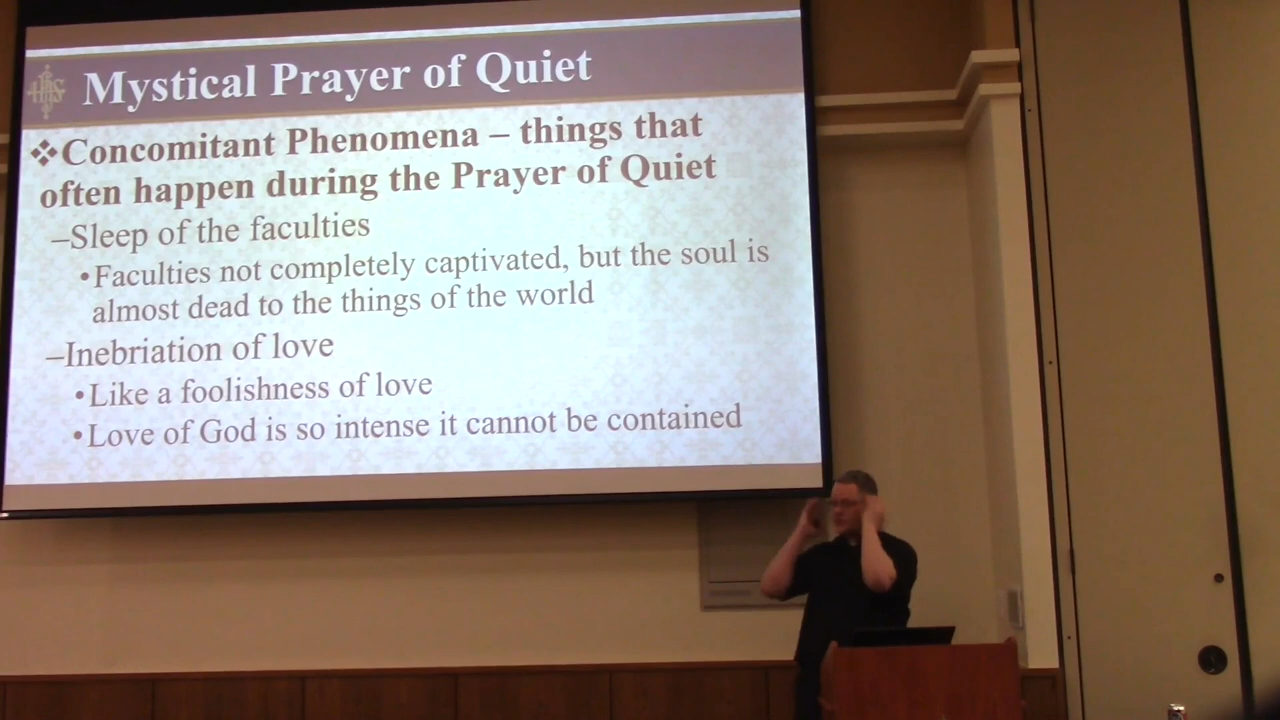 IHS
Mystical Prayer of Quiet
❖Concomitant Phenomena – things that
often happen during the Prayer of Quiet
–Sleep of the faculties
•Faculties not completely captivated, but the soul is
almost dead to the things of the world
–Inebriation of love
•Like a foolishness of love
•Love of God is so intense it cannot be contained